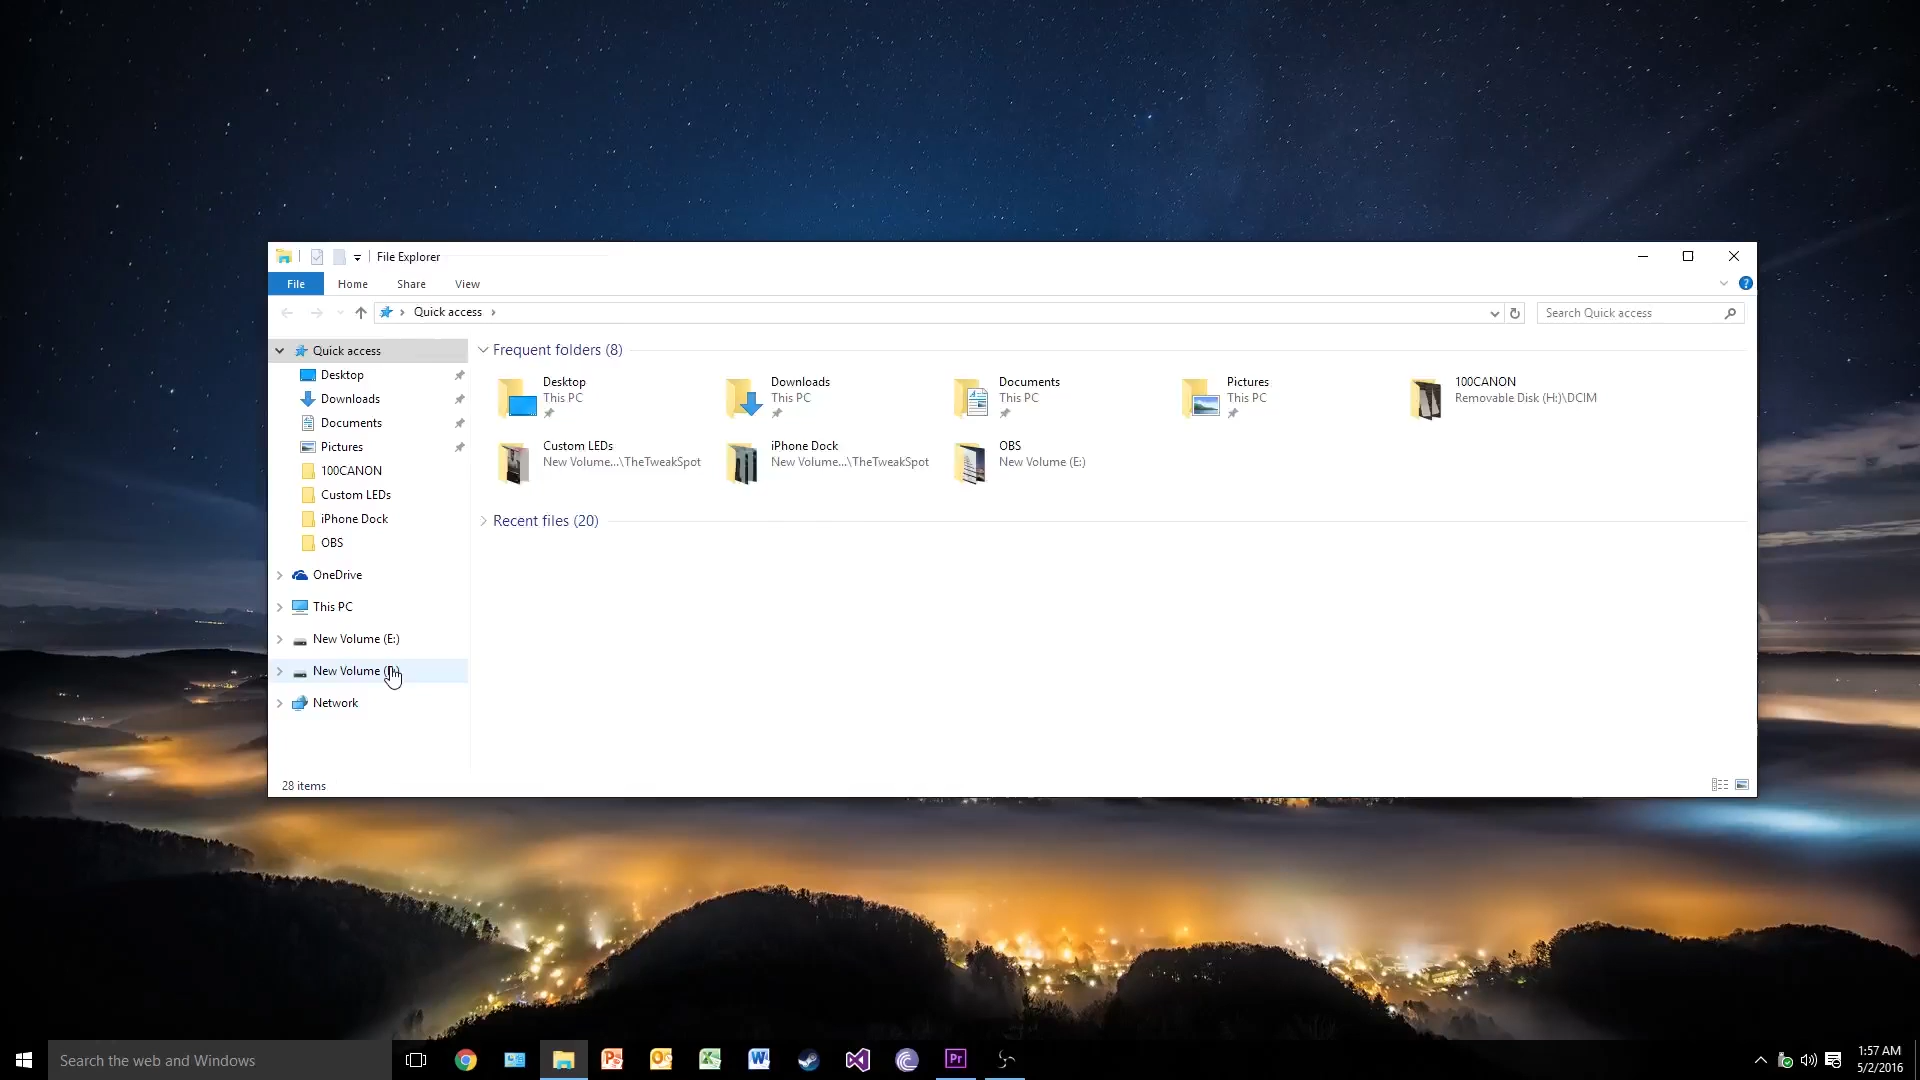 File Explorer
File Home Share View
Quick access
Search Quick access
Quick access
Desktop
Downloads
Documents
Pictures
100CANON
Custom LEDs
iPhone Dock
OBS
OneDrive
This PC
New Volume (E:)
New Volume
Network
Frequent folders (8)
Desktop
This PC
Downloads
This PC
Documents
This PC
Pictures
This PC
100CANON
Removable Disk (H:)\DCIM
Custom LEDs
New Volume...\TheTweakSpot
iPhone Dock
New Volume...\TheTweakSpot
OBS
New Volume (E:)
Recent files (20)
28 items
Search the web and Windows
Pr
1:57 AM
5/2/2016